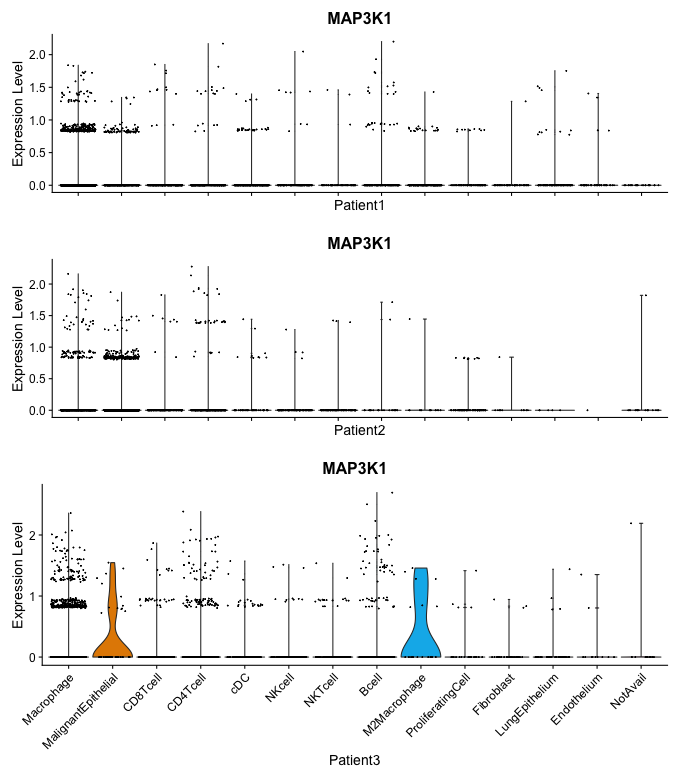 MAP3K1
Expression Level
2.0
1.5
1.0
0.5
0.0
Patient1
MAP3K1
Expression Level
2.0
1.5
1.0
0.5
0.0
Patient2
MAP3K1
Expression Level
2
1
0
Macrophage
MalignantEpithelial
CD8Tcell
CD4Tcell
cDC
NKcell
NKTcell
Bcell
M2Macrophage
ProliferatingCell
Fibroblast
LungEpithelium
Endothelium
NotAvail
Patient3